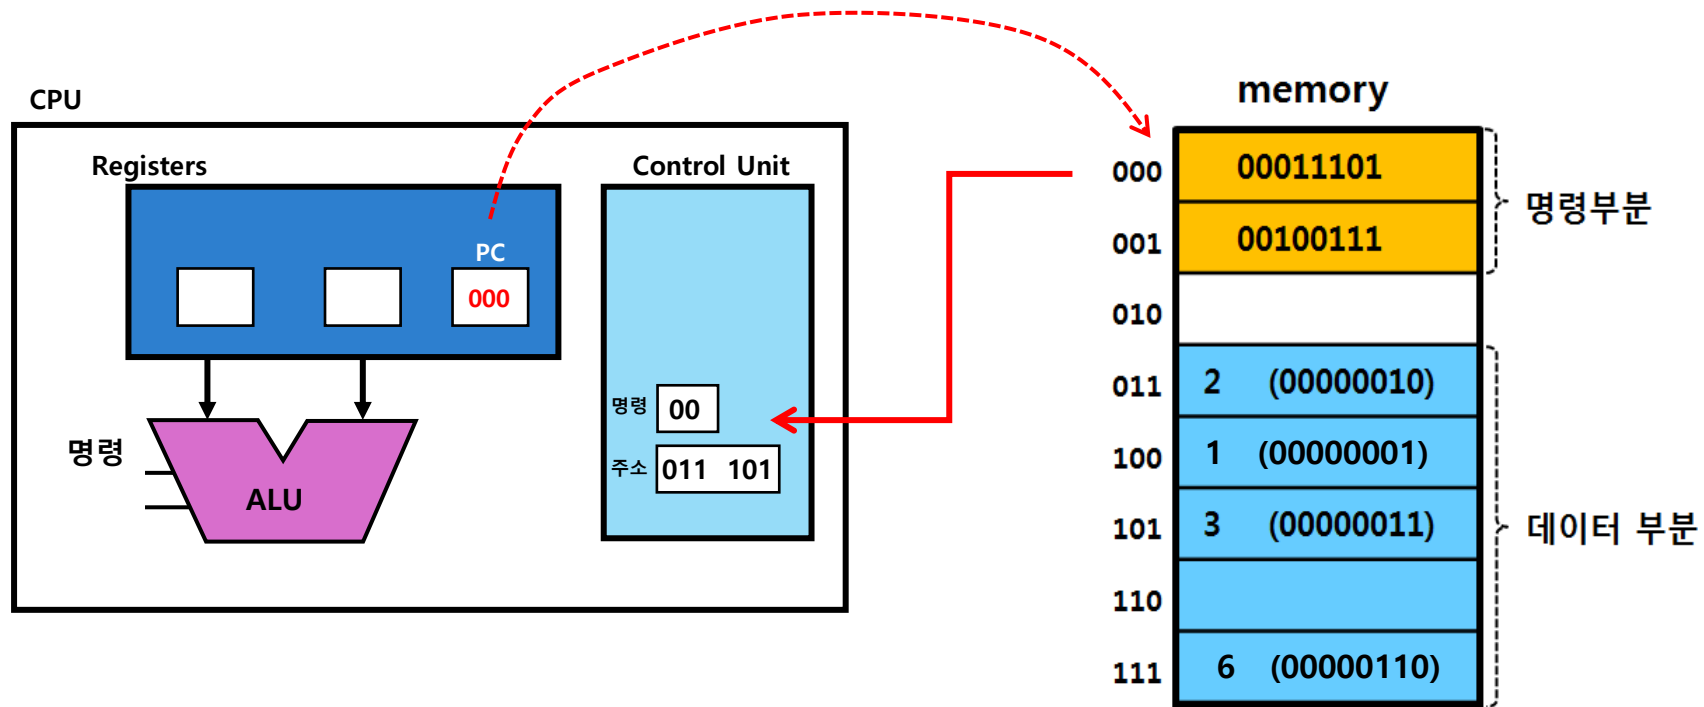 CPU
Registers
PC
000
명령
ALU
Control Unit
명령 00
주소 011 101
memory
000 00011101
001 00100111
010
011 2 (00000010)
100 1 (00000001)
101 3 (00000011)
110
111 6 (00000110)
명령부분
데이터 부분